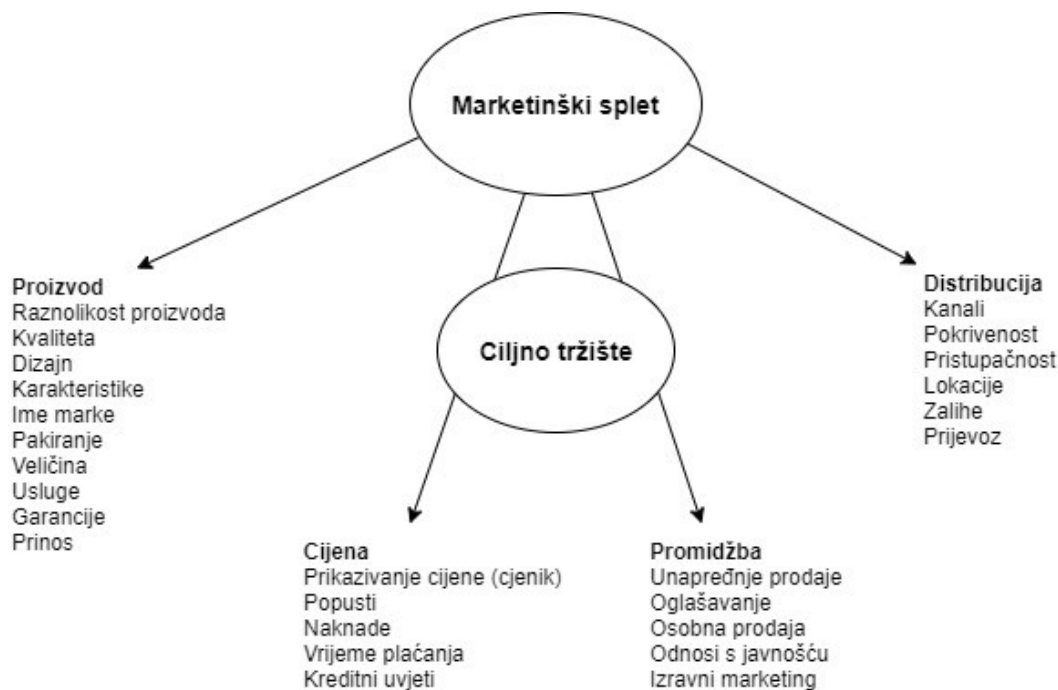 Marketinški splet
Ciljno tržište
Proizvod
Raznolikost proizvoda
Kvaliteta
Dizajn
Karakteristike
Ime marke
Pakiranje
Veličina
Usluge
Garancije
Prinos
Cijena
Prikazivanje cijene (cjenik)
Popusti
Naknade
Vrijeme plaćanja
Kreditni uvjeti
Promidžba
Unapređnje prodaje
Oglašavanje
Osobna prodaja
Odnosi s javnošću
Izravni marketing
Distribucija
Kanali
Pokrivenost
Pristupačnost
Lokacije
Zalihe
Prijevoz